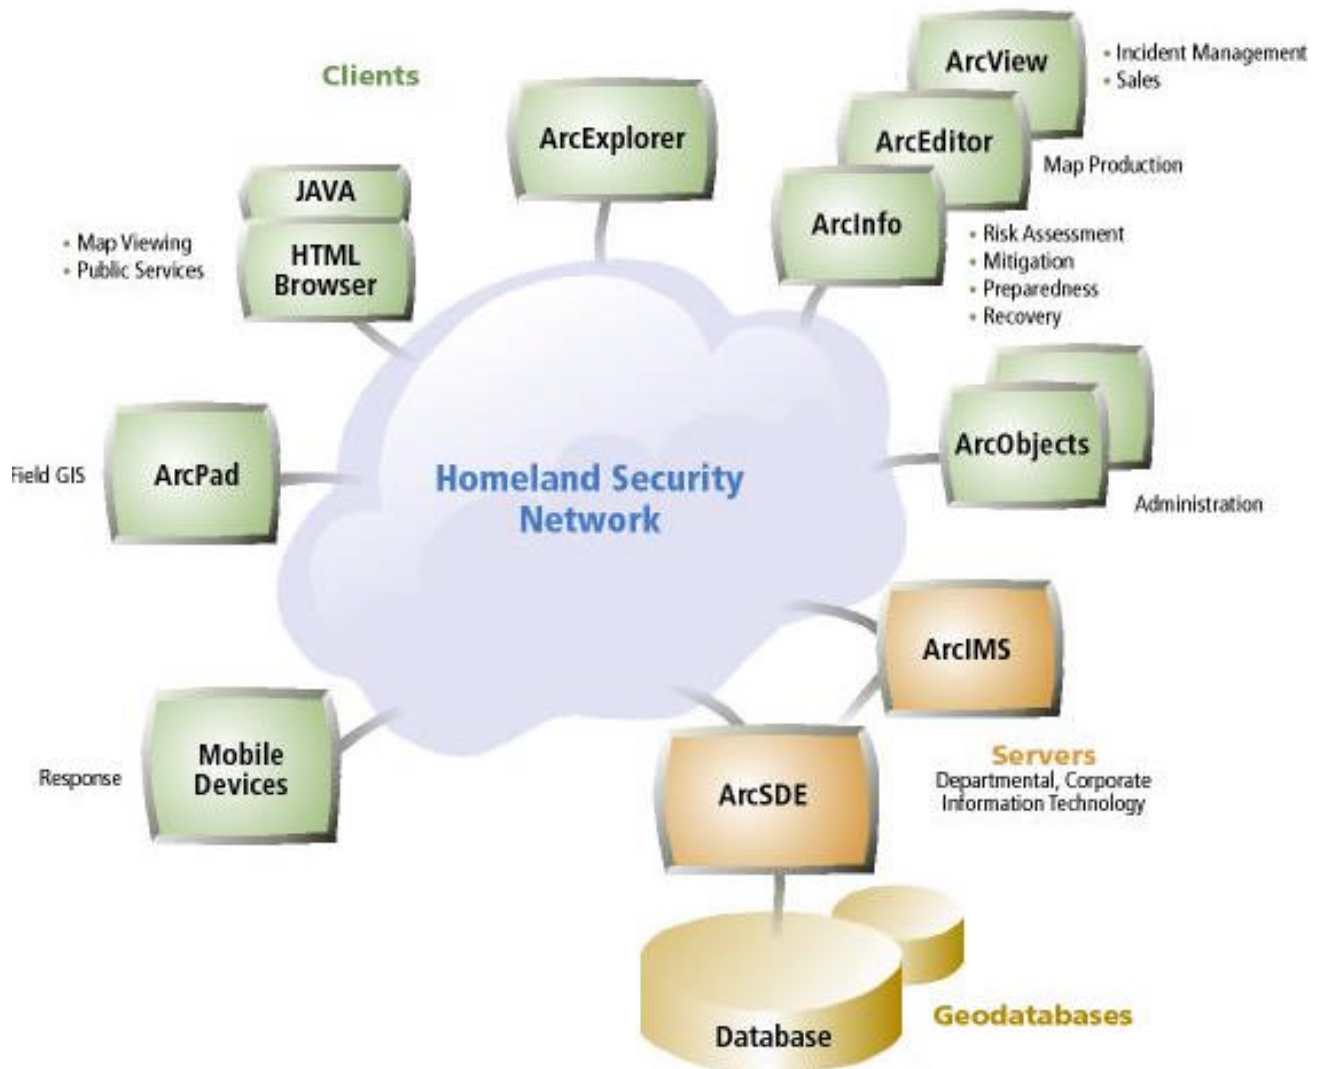 Clients
ArcView
• Incident Management
• Sales
ArcExplorer
ArcEditor
Map Production
JAVA
HTML
Browser
• Map Viewing
• Public Services
ArcInfo
• Risk Assessment
• Mitigation
• Preparedness
• Recovery
ArcObjects
Administration
Field GIS
ArcPad
Homeland Security
Network
ArcIMS
Servers
Departmental, Corporate
Information Technology
Response
Mobile
Devices
ArcSDE
Database
Geodatabases